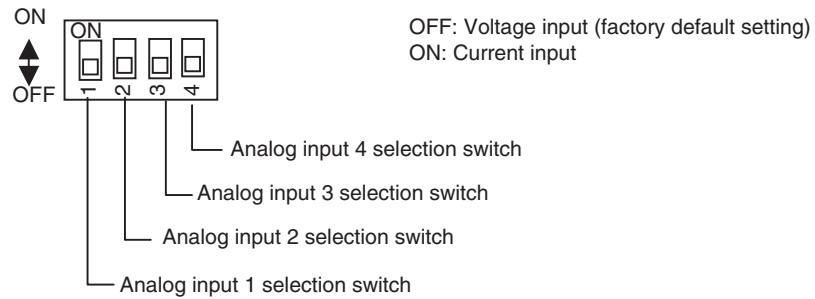 ON
ON
OFF
1 2 3 4
OFF: Voltage input (factory default setting)
ON: Current input
Analog input 4 selection switch
Analog input 3 selection switch
Analog input 2 selection switch
Analog input 1 selection switch